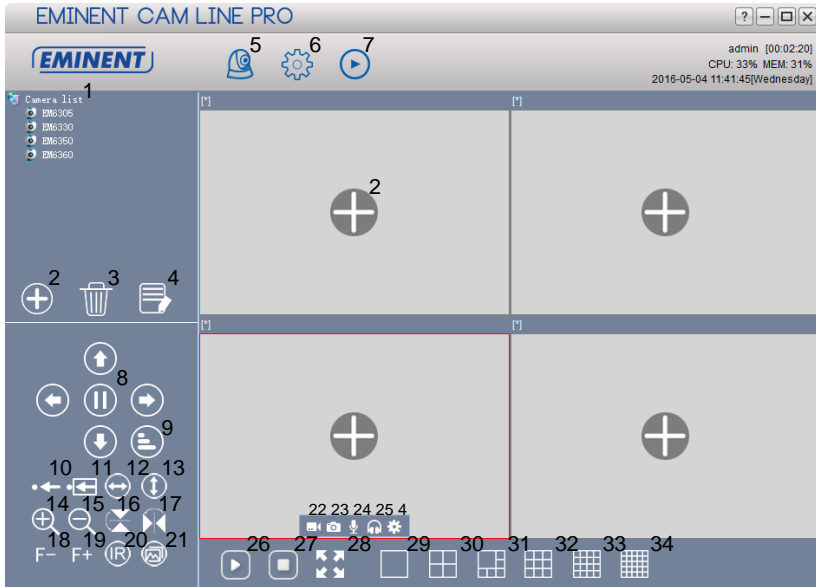 EMINENT CAM LINE PRO
?
EMINENT
5 6 7
admin [00:02:20]
CPU: 33% MEM: 31%
2016-05-04 11:41:45[Wednesday]
Camera list 1
EM6305
EM6330
EM6350
EM6360
[*] [*]
2
2 3 4
[*] [*]
8
9
10 11 12 13
14 15 16 17
18 19 20 21
F- F+ IR
22 23 24 25 4
26 27 28 29 30 31 32 33 34